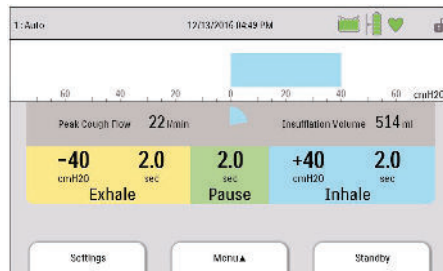 1: Auto 12/13/2016 04:49 PM
60 40 20 0 20 40 60 cmH2O
Peak Cough Flow 22 l/min Insufflation Volume 514 ml
-40 2.0 2.0 +40 2.0
cmH20 sec sec cmH20 sec
Exhale Pause Inhale
Settings Menu▲ Standby